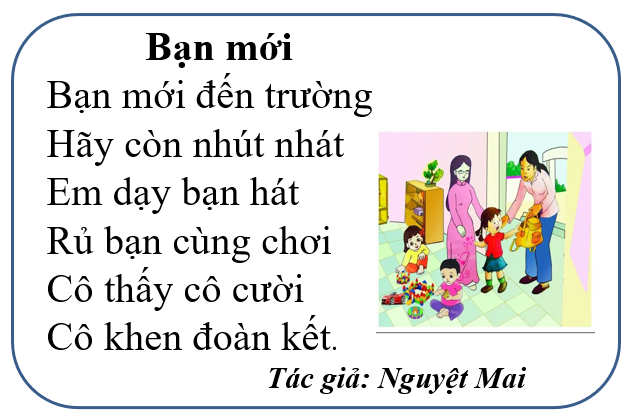 Bạn mới
Bạn mới đến trường
Hãy còn nhút nhát
Em dạy bạn hát
Rủ bạn cùng chơi
Cô thấy cô cười
Cô khen đoàn kết.
Tác giả: Nguyệt Mai